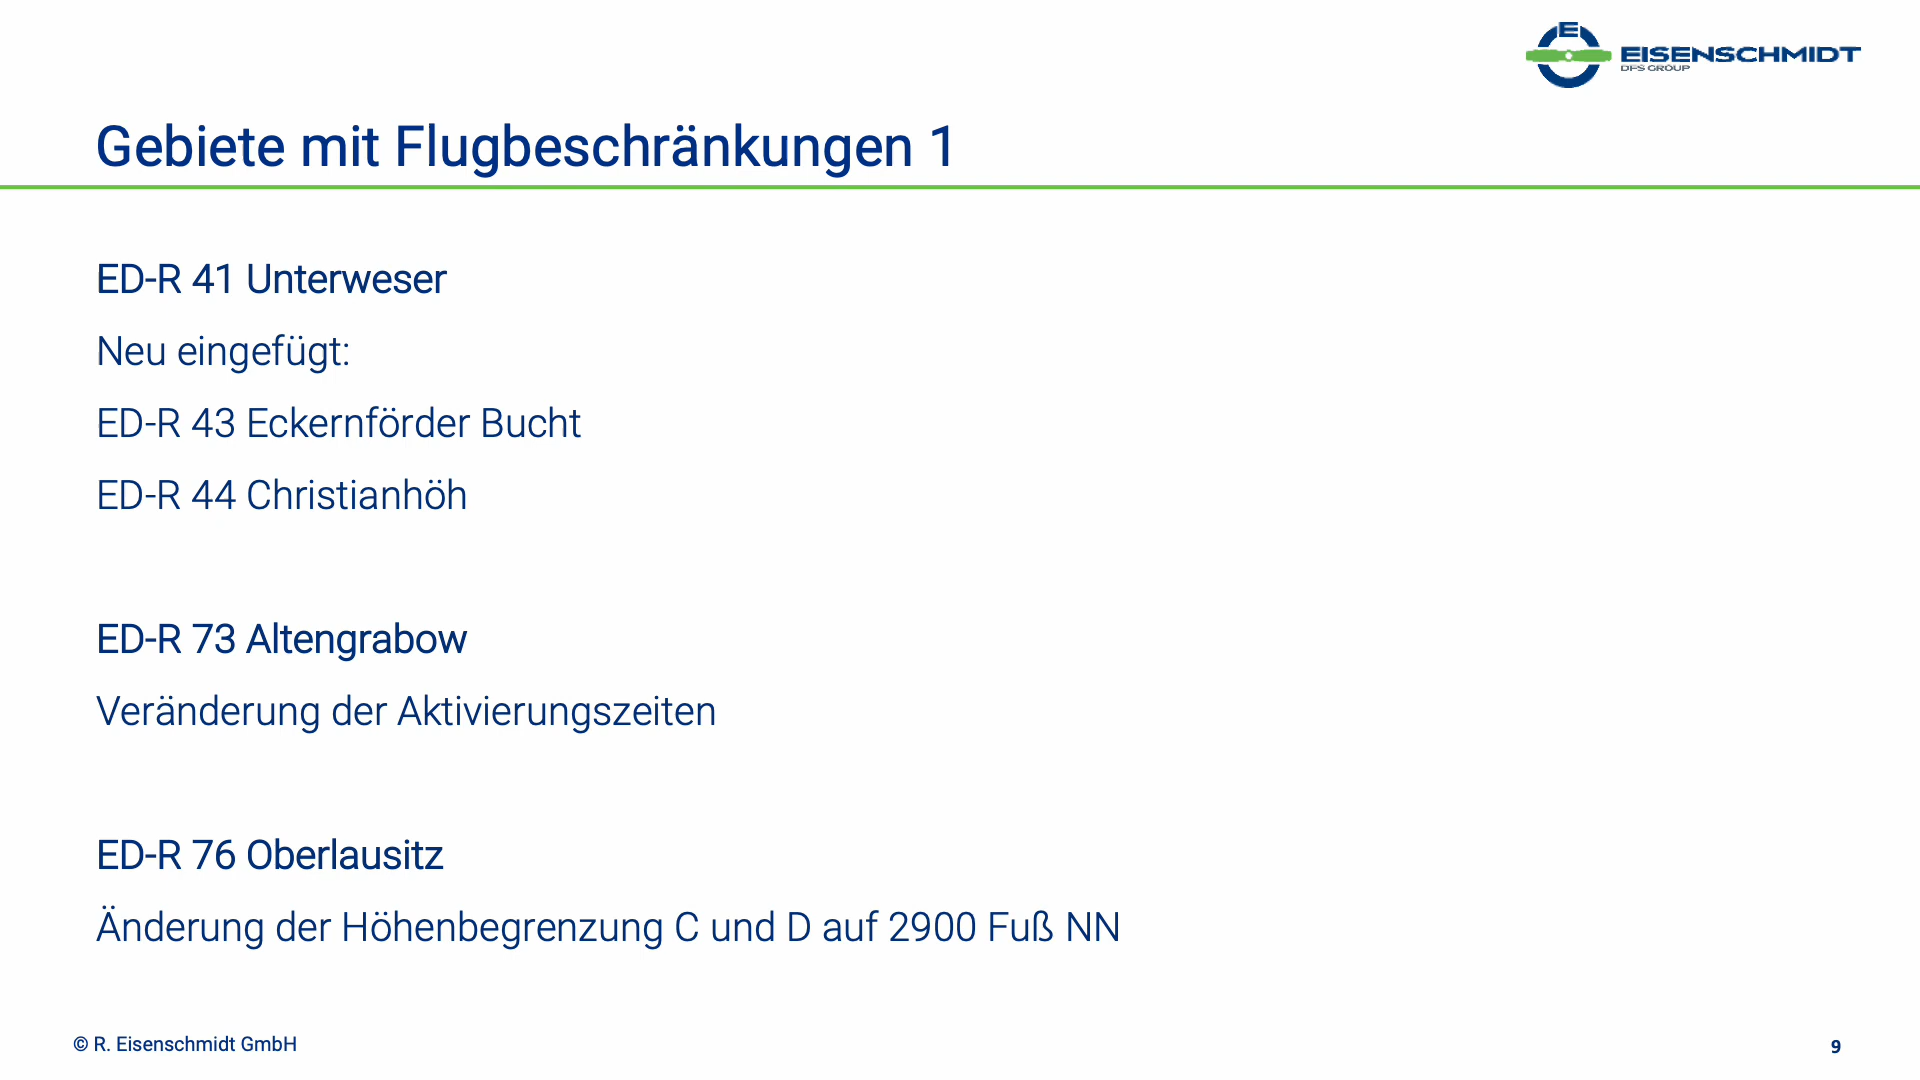 E
EISENSCHMIDT
DFS GROUP
Gebiete mit Flugbeschränkungen 1
ED-R 41 Unterweser
Neu eingefügt:
ED-R 43 Eckernförder Bucht
ED-R 44 Christianhöh
ED-R 73 Altengrabow
Veränderung der Aktivierungszeiten
ED-R 76 Oberlausitz
Änderung der Höhenbegrenzung C und D auf 2900 Fuß NN
© R. Eisenschmidt GmbH
9